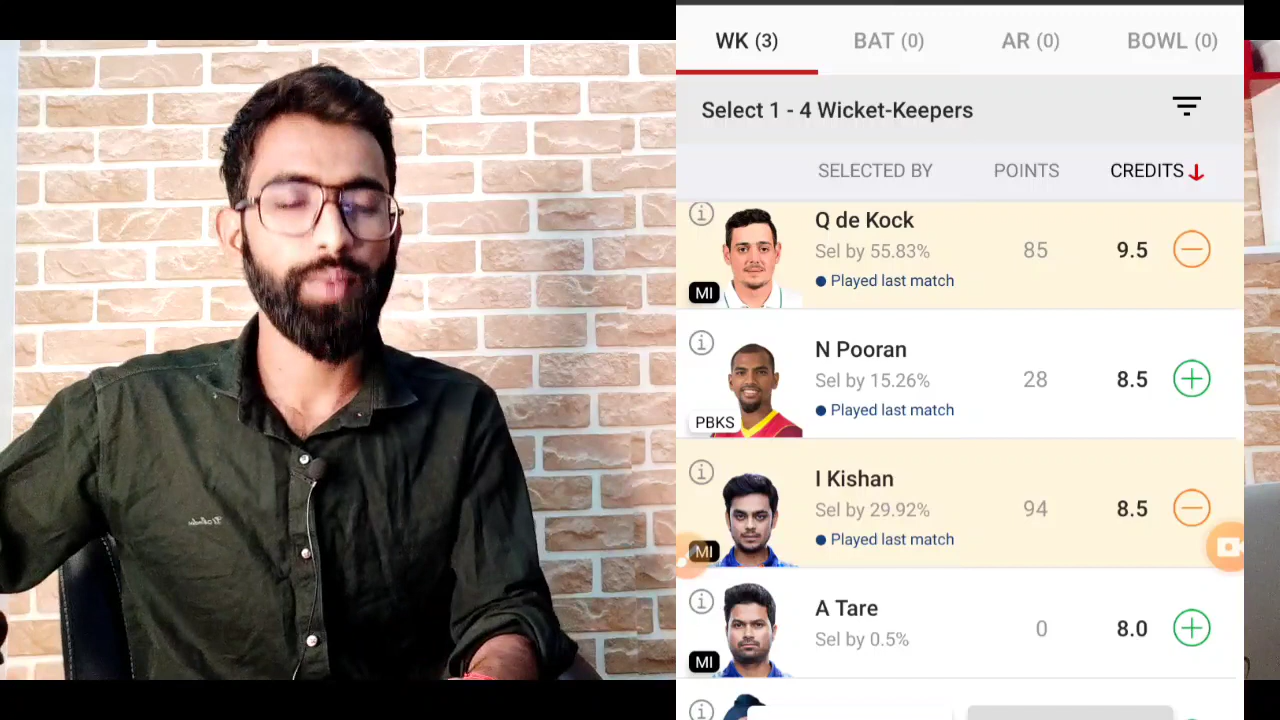 WK (3) BAT (0) AR (0) BOWL (0)
Select 1 - 4 Wicket-Keepers
SELECTED BY POINTS CREDITS
Q de Kock
Sel by 55.83% 85 9.5
Played last match
MI
N Pooran
Sel by 15.26% 28 8.5
Played last match
PBKS
I Kishan
Sel by 29.92% 94 8.5
Played last match
MI
A Tare
Sel by 0.5% 0 8.0
MI